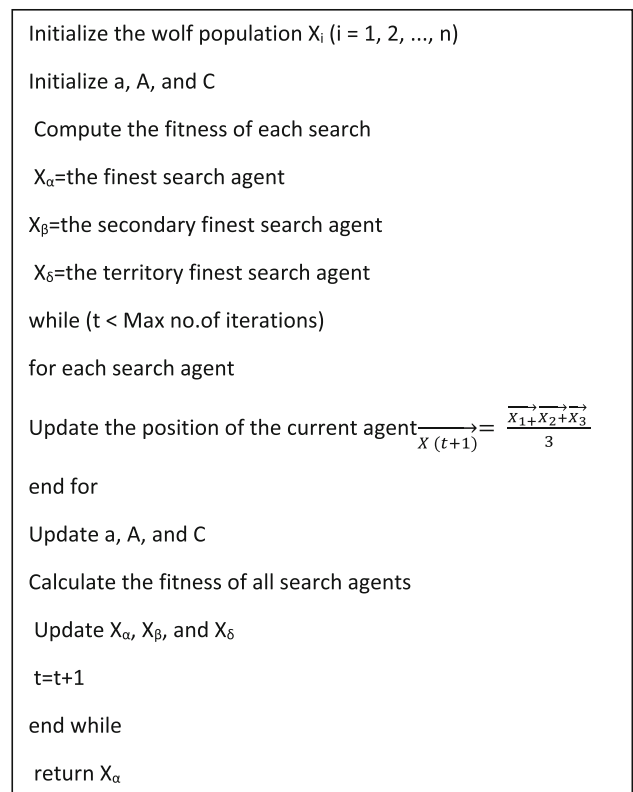 Initialize the wolf population Xᵢ (i = 1, 2, ..., n)
Initialize a, A, and C
Compute the fitness of each search
Xα=the finest search agent
Xβ=the secondary finest search agent
Xδ=the territory finest search agent
while (t < Max no.of iterations)
for each search agent
Update the position of the current agent X⃗ (t+1) = (X⃗₁+X⃗₂+X⃗₃)/3
end for
Update a, A, and C
Calculate the fitness of all search agents
Update Xα, Xβ, and Xδ
t=t+1
end while
return Xα